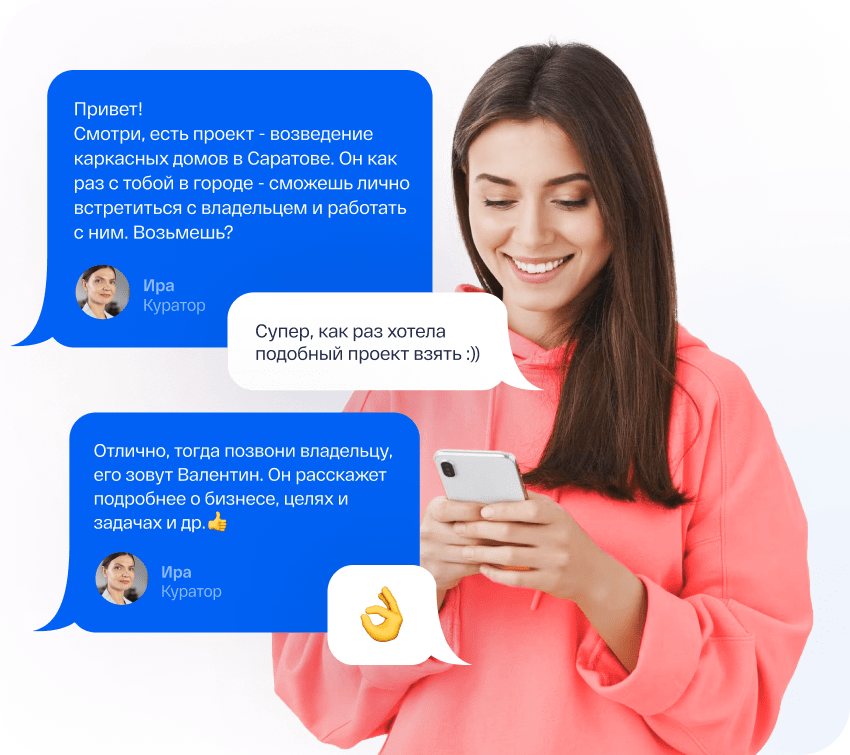 Привет!
Смотри, есть проект - возведение
каркасных домов в Саратове. Он как
раз с тобой в городе - сможешь лично
встретиться с владельцем и работать
с ним. Возьмешь?
Ира
Куратор
Супер, как раз хотела
подобный проект взять :))
Отлично, тогда позвони владельцу,
его зовут Валентин. Он расскажет
подробнее о бизнесе, целях и
задачах и др.👍
Ира
Куратор
👌